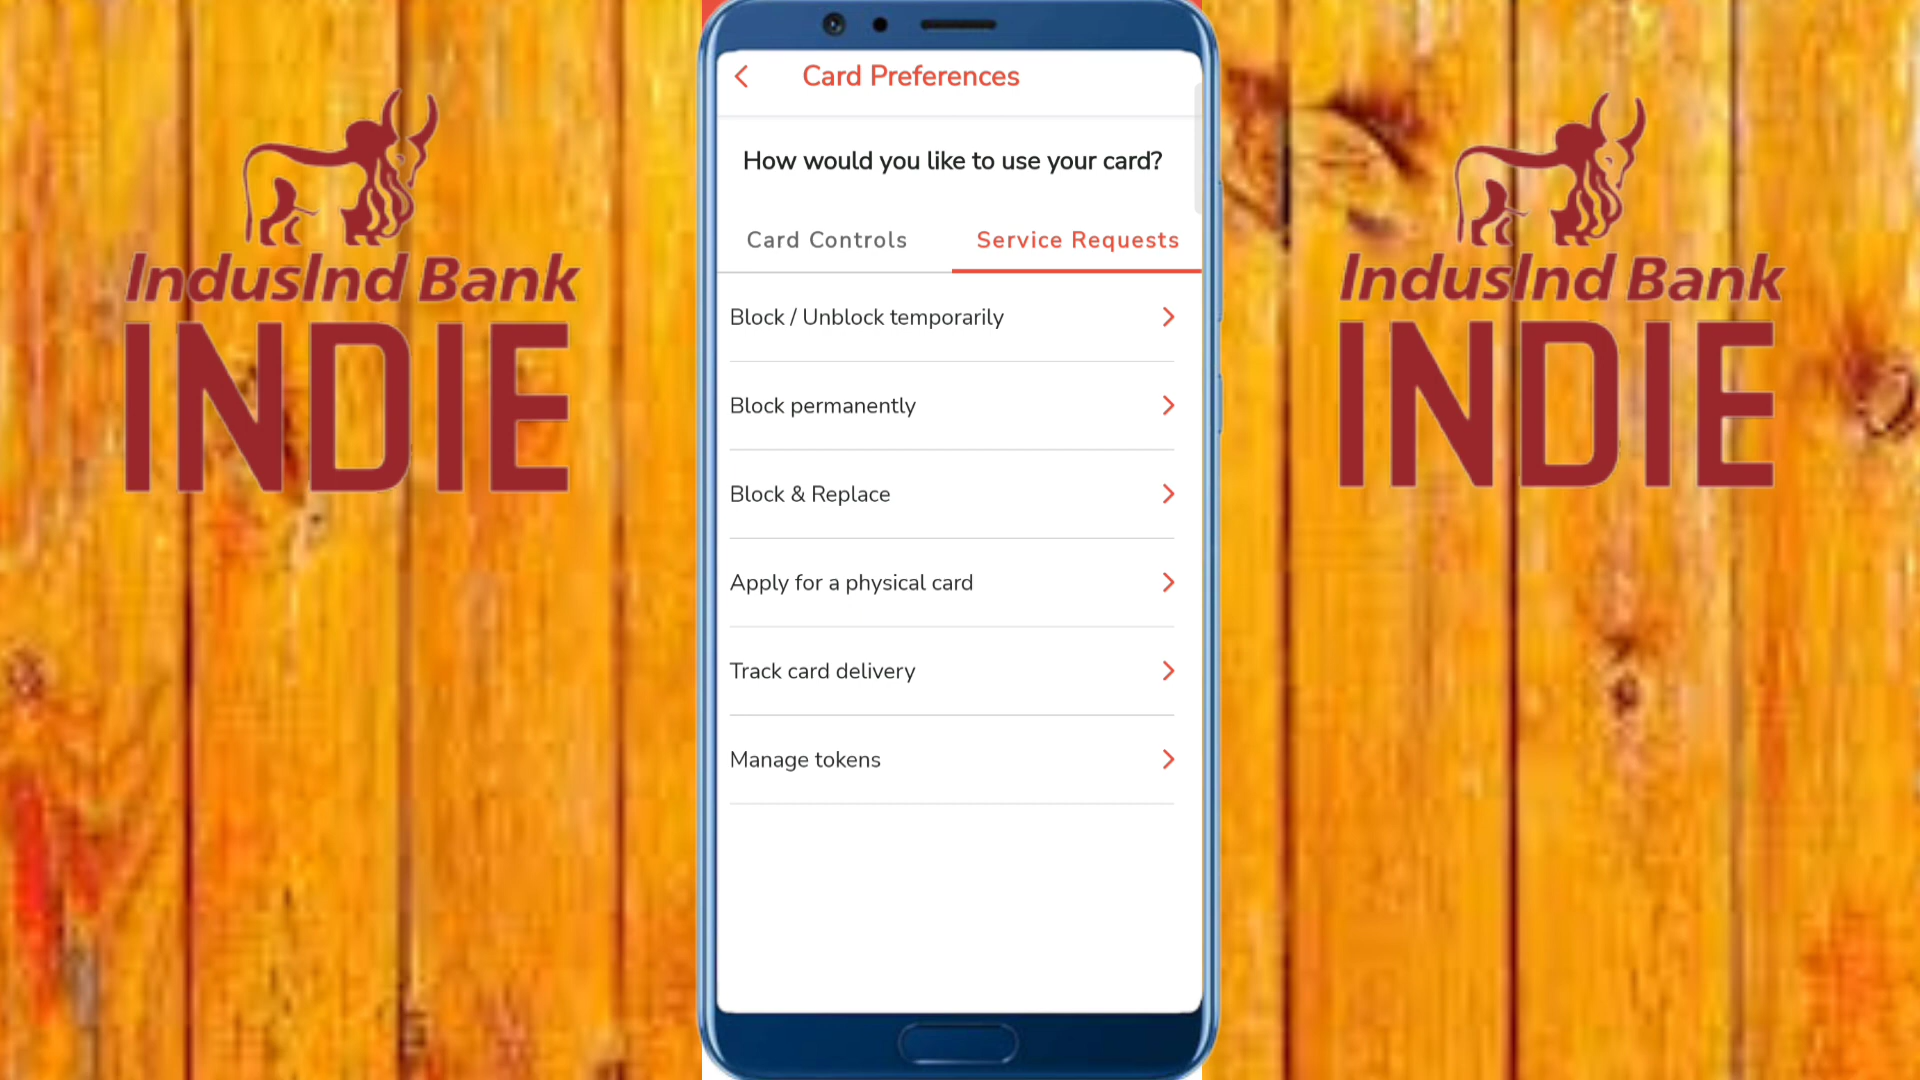 IndusInd Bank
INDIE
Card Preferences
How would you like to use your card?
Card Controls
Service Requests
Block / Unblock temporarily
Block permanently
Block & Replace
Apply for a physical card
Track card delivery
Manage tokens
IndusInd Bank
INDIE